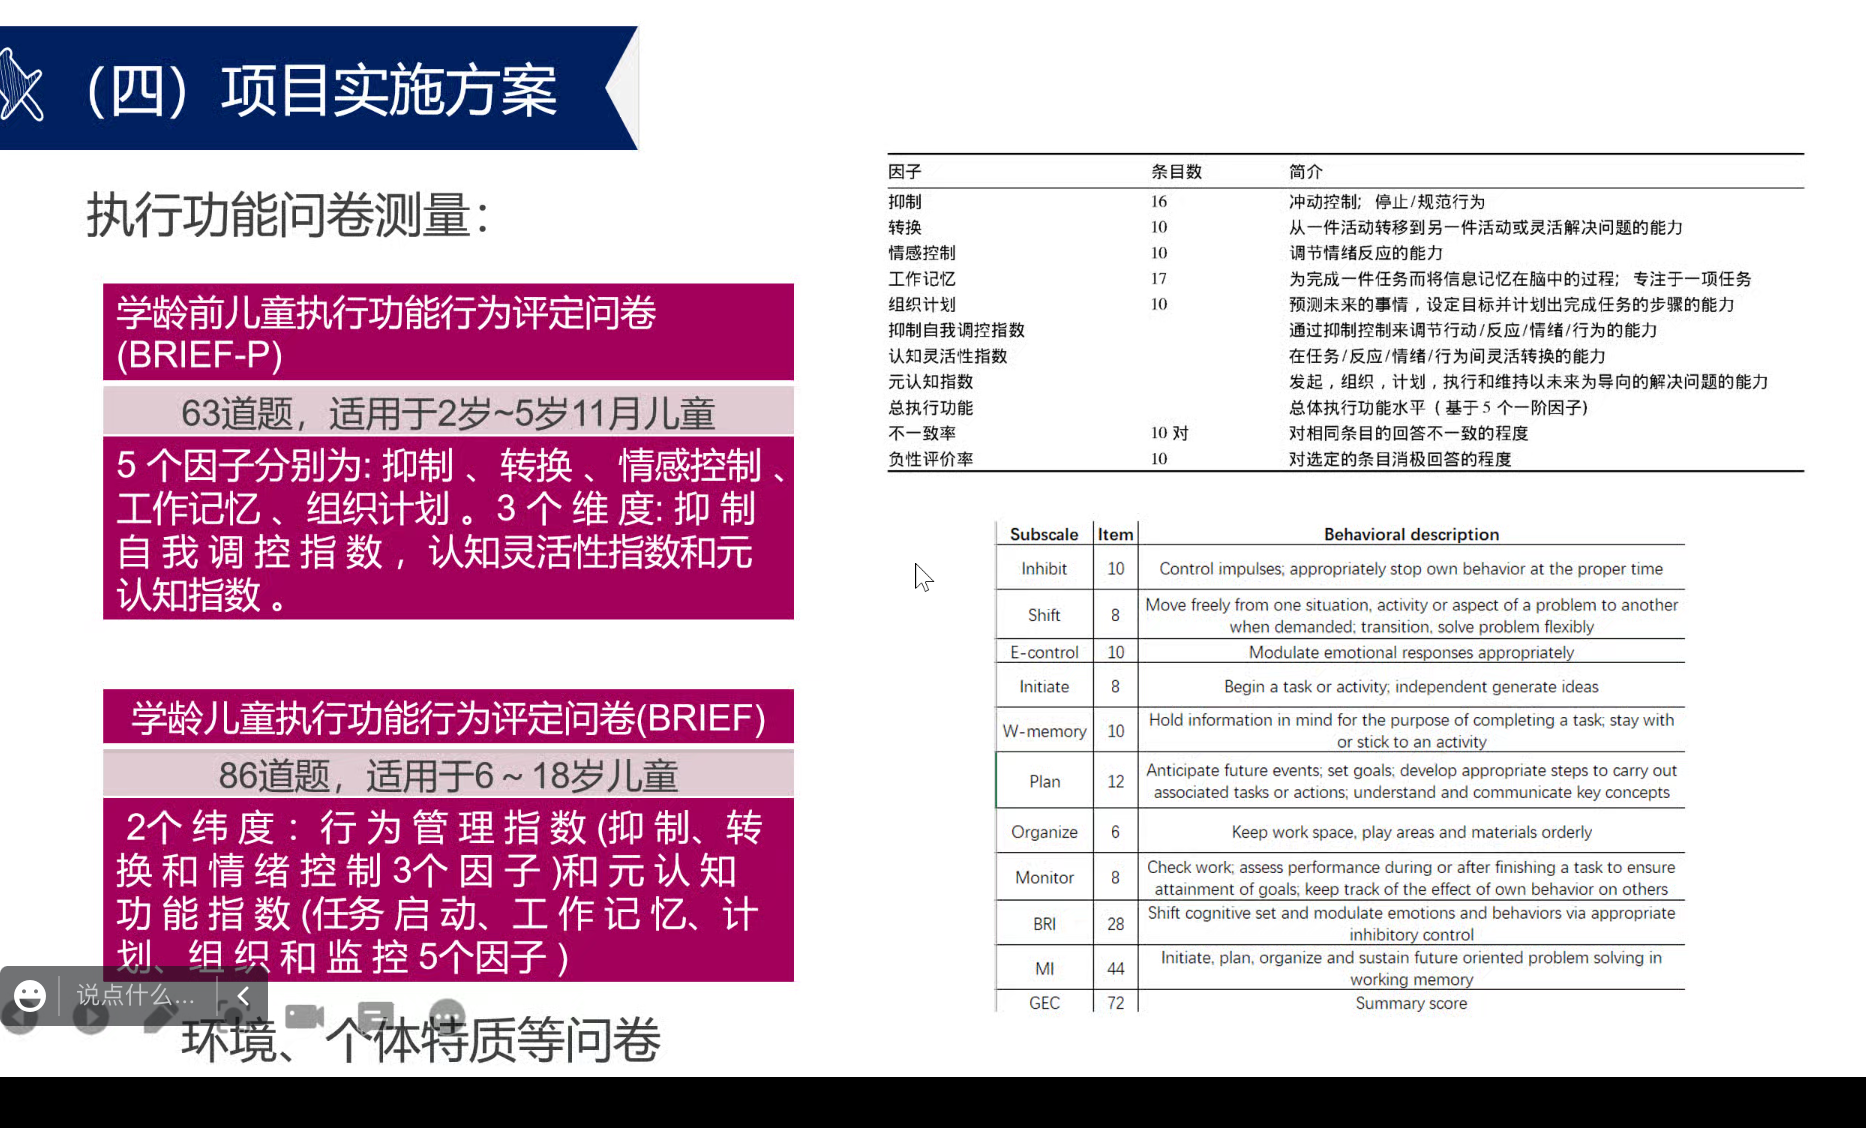 （四）项目实施方案
执行功能问卷测量：
学龄前儿童执行功能行为评定问卷
(BRIEF-P)
63道题，适用于2岁~5岁11月儿童
5 个因子分别为: 抑制 、转换 、情感控制 、
工作记忆 、组织计划 。3 个 维 度: 抑 制
自 我 调 控 指 数 ，认知灵活性指数和元
认知指数 。
学龄儿童执行功能行为评定问卷(BRIEF)
86道题，适用于6 ~ 18岁儿童
2个 纬 度 ：行 为 管 理 指 数 (抑 制、转
换 和 情 绪 控 制 3个 因 子 )和 元 认 知
功 能 指 数 (任务 启 动、工 作 记 忆、计
划、组 织 和 监 控 5个因子 )
说点什么...
环境、个体特质等问卷
因子 条目数 简介
抑制 16 冲动控制；停止/规范行为
转换 10 从一件活动转移到另一件活动或灵活解决问题的能力
情感控制 10 调节情绪反应的能力
工作记忆 17 为完成一件任务而将信息记忆在脑中的过程；专注于一项任务
组织计划 10 预测未来的事情，设定目标并计划出完成任务的步骤的能力
抑制自我调控指数 通过抑制控制来调节行动/反应/情绪/行为的能力
认知灵活性指数 在任务/反应/情绪/行为间灵活转换的能力
元认知指数 发起，组织，计划，执行和维持以未来为导向的解决问题的能力
总执行功能 总体执行功能水平（基于 5 个一阶因子)
不一致率 10 对 对相同条目的回答不一致的程度
负性评价率 10 对选定的条目消极回答的程度
Subscale Item Behavioral description
Inhibit 10 Control impulses; appropriately stop own behavior at the proper time
Shift 8 Move freely from one situation, activity or aspect of a problem to another
when demanded; transition, solve problem flexibly
E-control 10 Modulate emotional responses appropriately
Initiate 8 Begin a task or activity; independent generate ideas
W-memory 10 Hold information in mind for the purpose of completing a task; stay with
or stick to an activity
Plan 12 Anticipate future events; set goals; develop appropriate steps to carry out
associated tasks or actions; understand and communicate key concepts
Organize 6 Keep work space, play areas and materials orderly
Monitor 8 Check work; assess performance during or after finishing a task to ensure
attainment of goals; keep track of the effect of own behavior on others
BRI 28 Shift cognitive set and modulate emotions and behaviors via appropriate
inhibitory control
MI 44 Initiate, plan, organize and sustain future oriented problem solving in
working memory
GEC 72 Summary score